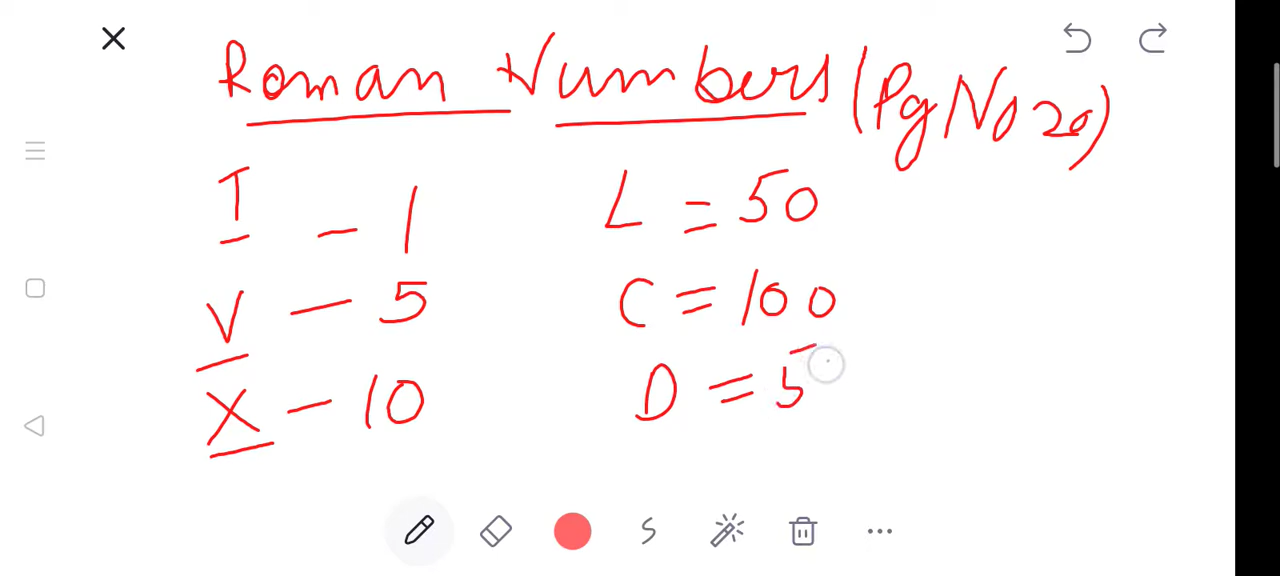 Roman Numbers (Pg No 20)
I - 1
V - 5
X - 10
L = 50
C = 100
D = 5